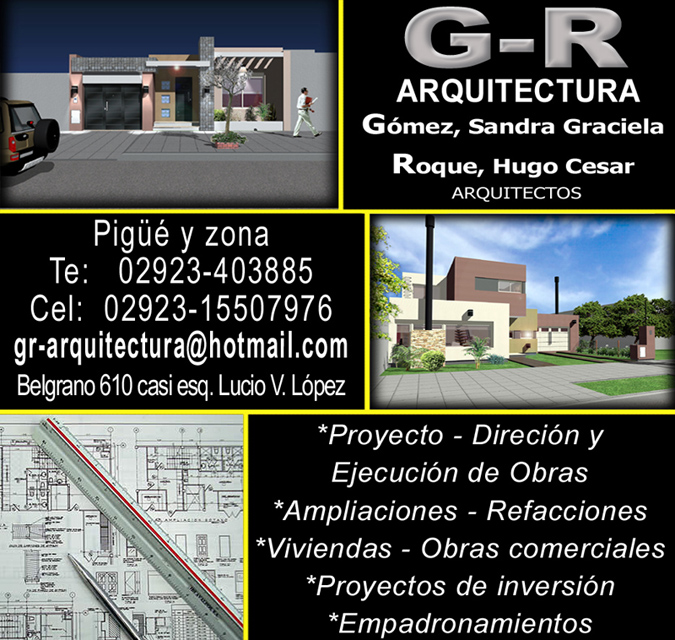 G-R
ARQUITECTURA
Gómez, Sandra Graciela
Roque, Hugo Cesar
ARQUITECTOS
Pigüé y zona
Te: 02923-403885
Cel: 02923-15507976
gr-arquitectura@hotmail.com
Belgrano 610 casi esq. Lucio V. López
*Proyecto - Direción y
Ejecución de Obras
*Ampliaciones - Refacciones
*Viviendas - Obras comerciales
*Proyectos de inversión
*Empadronamientos